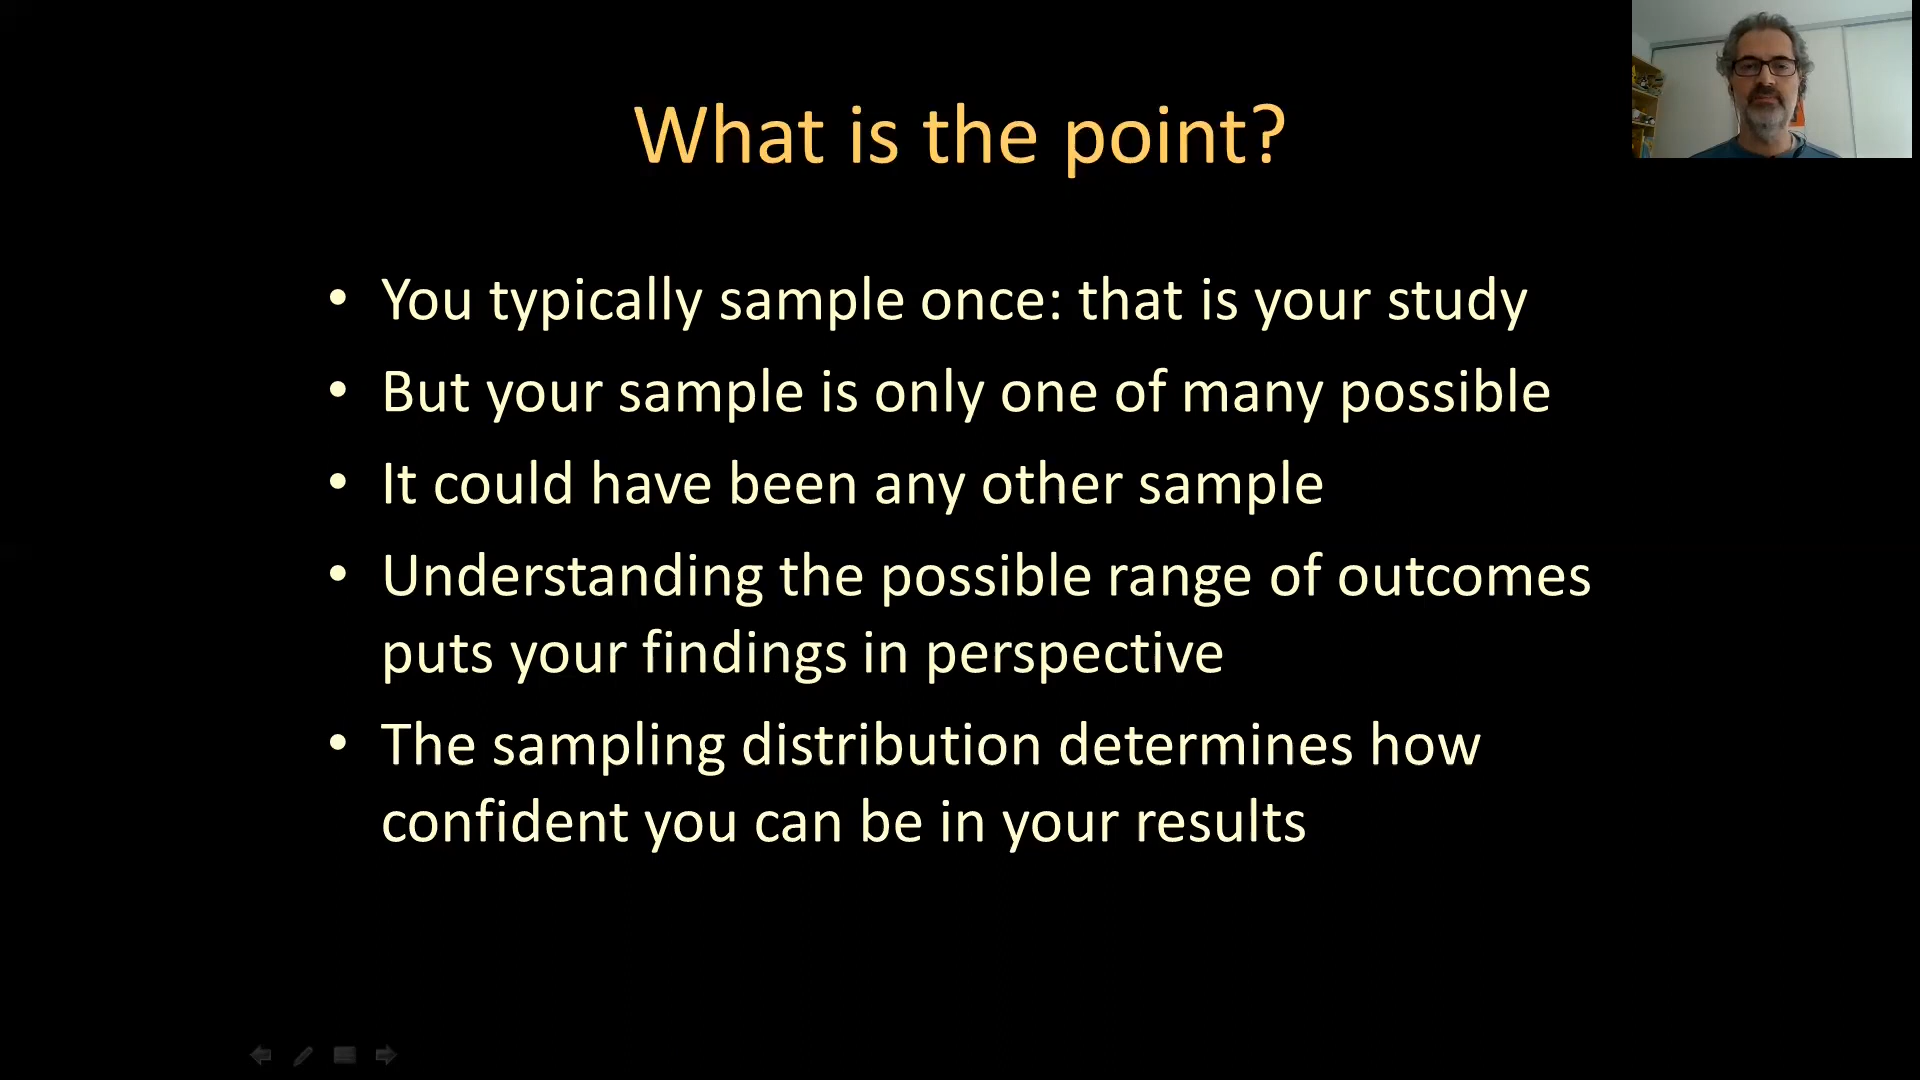 What is the point?
• You typically sample once: that is your study
• But your sample is only one of many possible
• It could have been any other sample
• Understanding the possible range of outcomes
puts your findings in perspective
• The sampling distribution determines how
confident you can be in your results